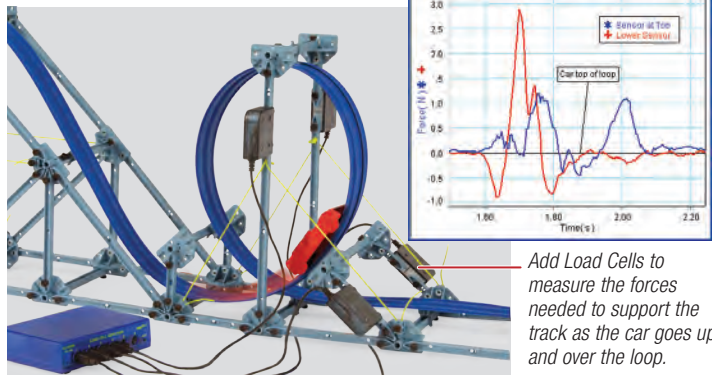 3.0
2.5
2.0
1.5
1.0
0.5
0.0
0.5
-1.0
Force( N )
Sensor at Top
Lower Sensor
Car top of loop
1.60
1.80
2.00
2.20
Time( s )
Add Load Cells to
measure the forces
needed to support the
track as the car goes up
and over the loop.